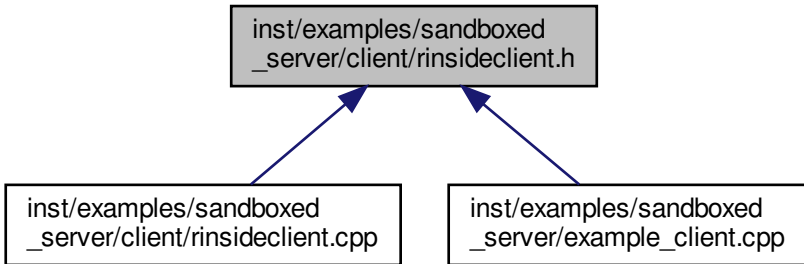 inst/examples/sandboxed
_server/client/rinsideclient.h
inst/examples/sandboxed
_server/client/rinsideclient.cpp
inst/examples/sandboxed
_server/example_client.cpp